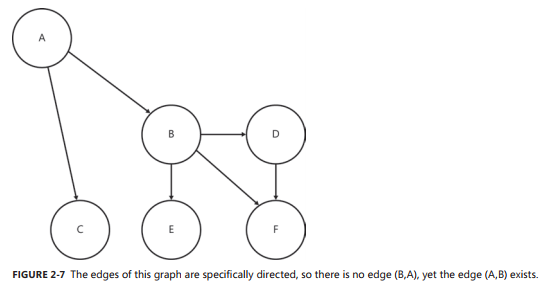 A
B
D
C
E
F
FIGURE 2-7 The edges of this graph are specifically directed, so there is no edge (B,A), yet the edge (A,B) exists.